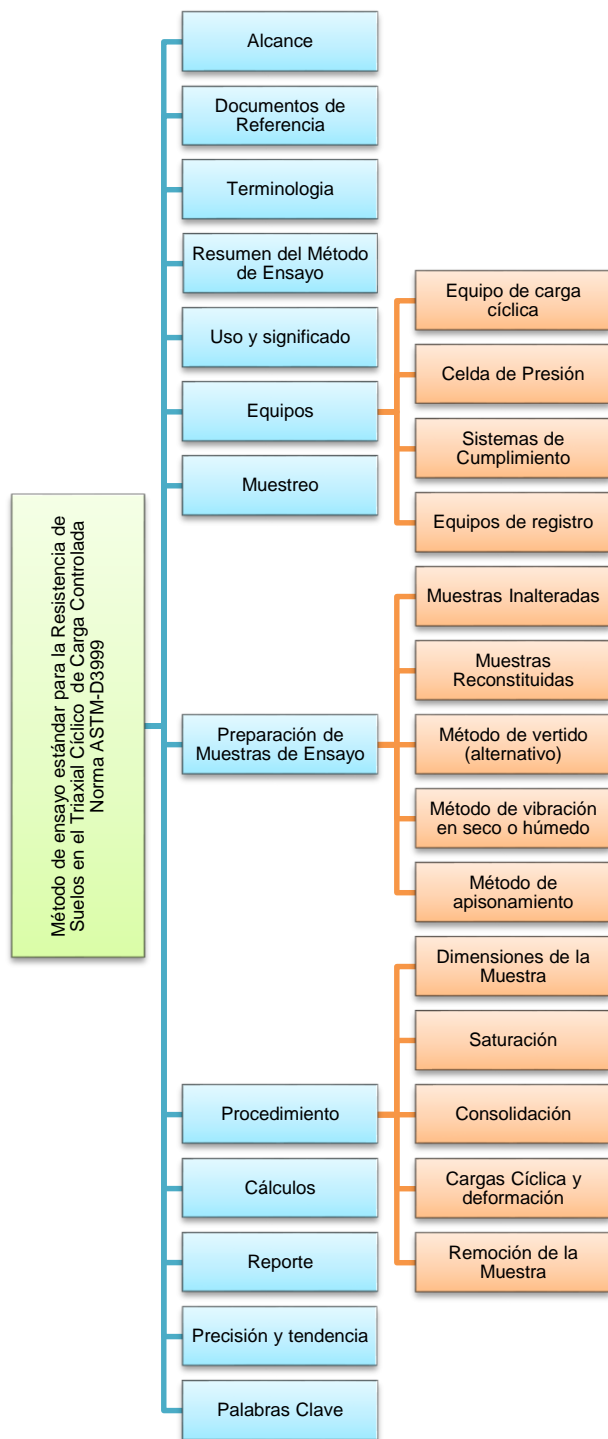 Método de ensayo estándar para la Resistencia de
Suelos en el Triaxial Cíclico de Carga Controlada
Norma ASTM-D3999
Alcance
Documentos de
Referencia
Terminologia
Resumen del Método
de Ensayo
Uso y significado
Equipos
Equipo de carga
cíclica
Celda de Presión
Sistemas de
Cumplimiento
Equipos de registro
Muestreo
Preparación de
Muestras de Ensayo
Muestras Inalteradas
Muestras
Reconstituidas
Método de vertido
(alternativo)
Método de vibración
en seco o húmedo
Método de
apisonamiento
Procedimiento
Dimensiones de la
Muestra
Saturación
Consolidación
Cargas Cíclica y
deformación
Remoción de la
Muestra
Cálculos
Reporte
Precisión y tendencia
Palabras Clave